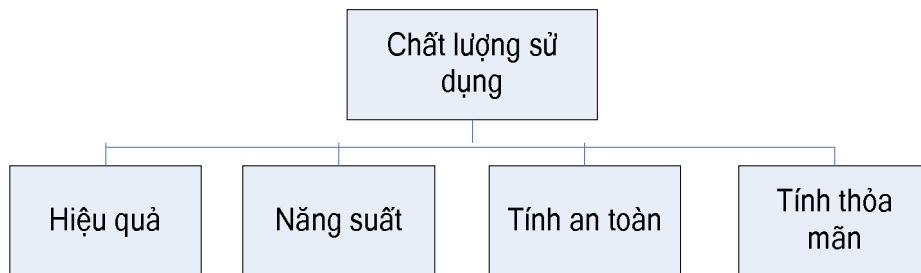 Chất lượng sử
dụng
Hiệu quả
Năng suất
Tính an toàn
Tính thỏa
mãn